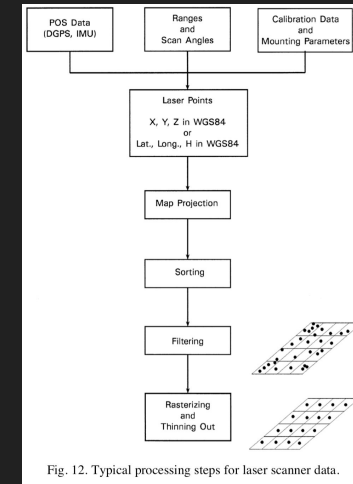 POS Data
(DGPS, IMU)
Ranges
and
Scan Angles
Calibration Data
and
Mounting Parameters
Laser Points
X, Y, Z in WGS84
or
Lat., Long., H in WGS84
Map Projection
Sorting
Filtering
Rasterizing
and
Thinning Out
Fig. 12. Typical processing steps for laser scanner data.